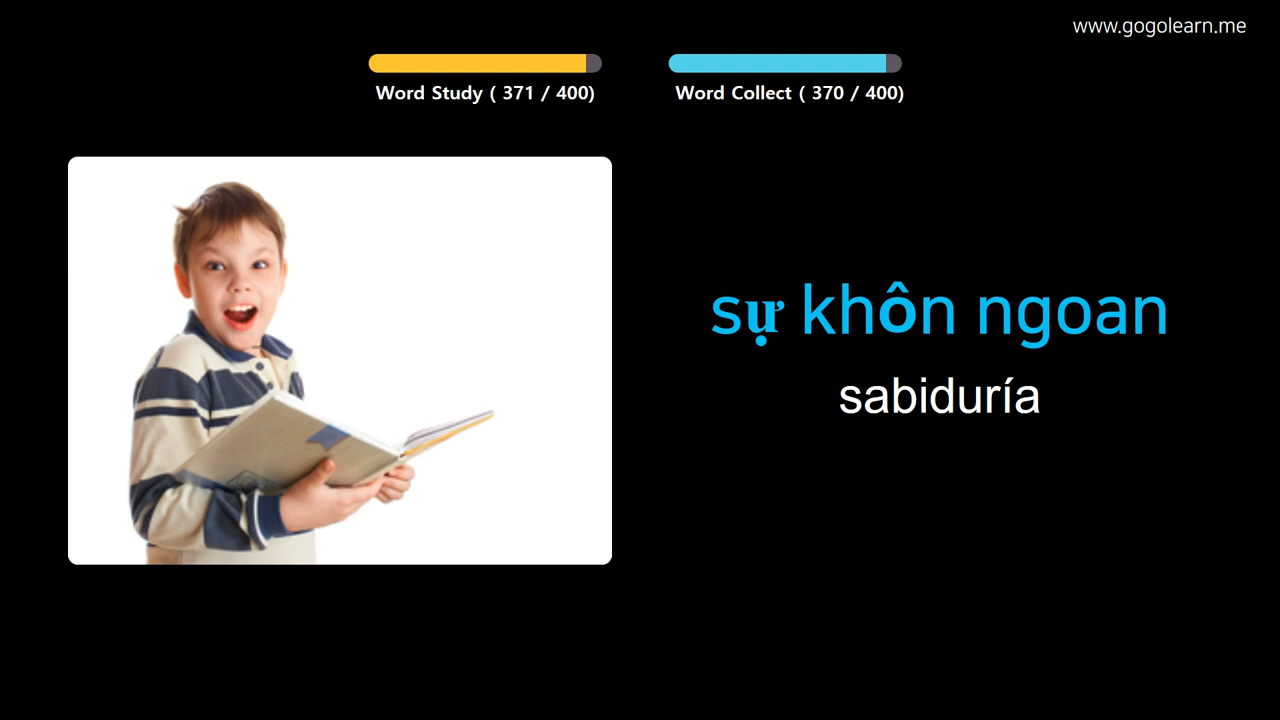 www.gogolearn.me
Word Study ( 371 / 400)
Word Collect ( 370 / 400)
sự khôn ngoan
sabiduría